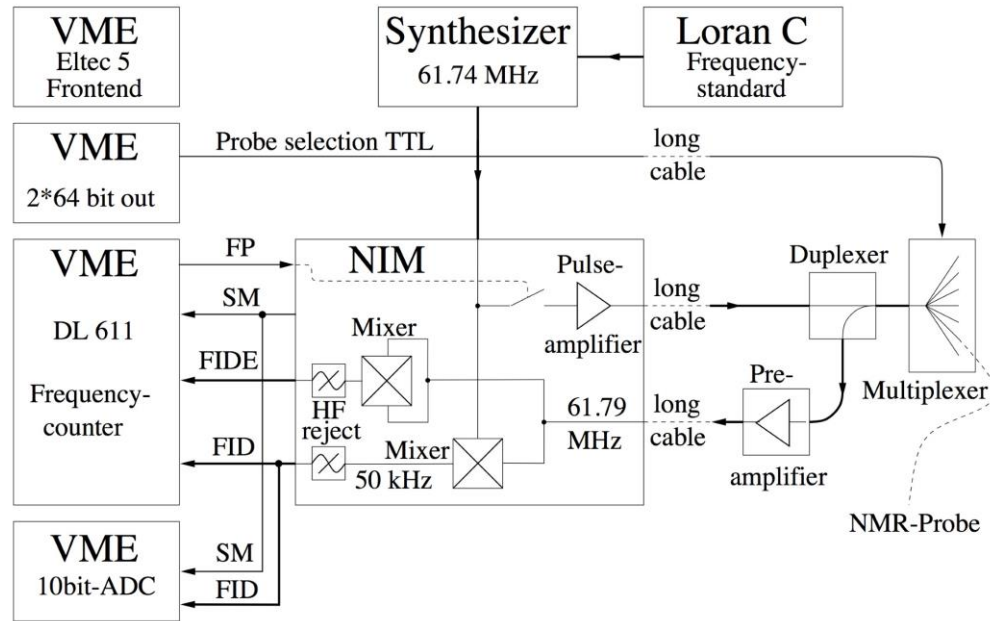 VME
Eltec 5
Frontend
Synthesizer
61.74 MHz
Loran C
Frequency-
standard
VME
2*64 bit out
Probe selection TTL
long
cable
VME
DL 611
Frequency-
counter
FP
SM
FIDE
FID
NIM
Pulse-
amplifier
Mixer
HF
reject
Mixer
50 kHz
61.79
MHz
long
cable
long
cable
Duplexer
Pre-
amplifier
Multiplexer
NMR-Probe
VME
10bit-ADC
SM
FID